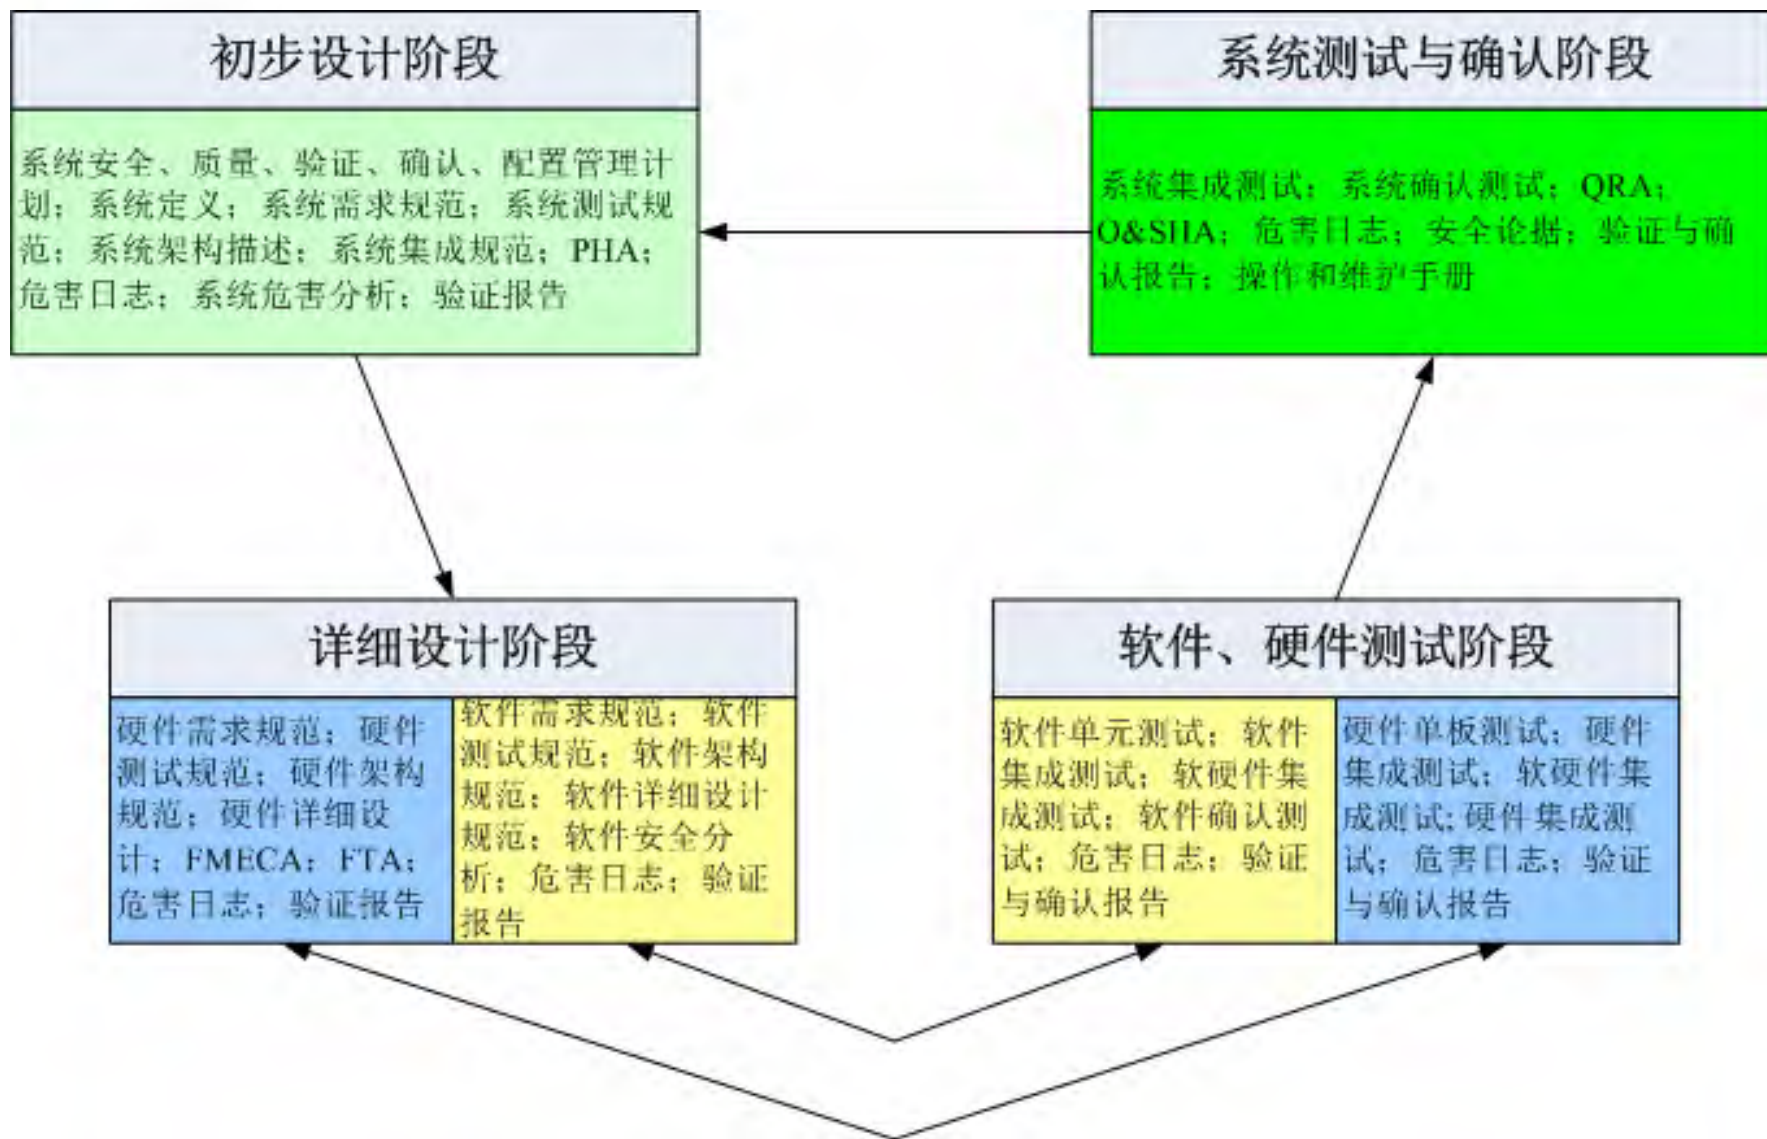 初步设计阶段
系统安全、质量、验证、确认、配置管理计
划；系统定义；系统需求规范；系统测试规
范；系统架构描述；系统集成规范；PHA；
危害日志；系统危害分析；验证报告
系统测试与确认阶段
系统集成测试；系统确认测试；QRA；
O&SHA；危害日志；安全论据；验证与确
认报告；操作和维护手册
详细设计阶段
硬件需求规范；硬件
测试规范；硬件架构
规范；硬件详细设
计；FMECA；FTA；
危害日志；验证报告
软件需求规范；软件
测试规范；软件架构
规范；软件详细设计
规范；软件安全分
析；危害日志；验证
报告
软件、硬件测试阶段
软件单元测试；软件
集成测试；软硬件集
成测试；软件确认测
试；危害日志；验证
与确认报告
硬件单板测试；硬件
集成测试；软硬件集
成测试；硬件集成测
试；危害日志；验证
与确认报告